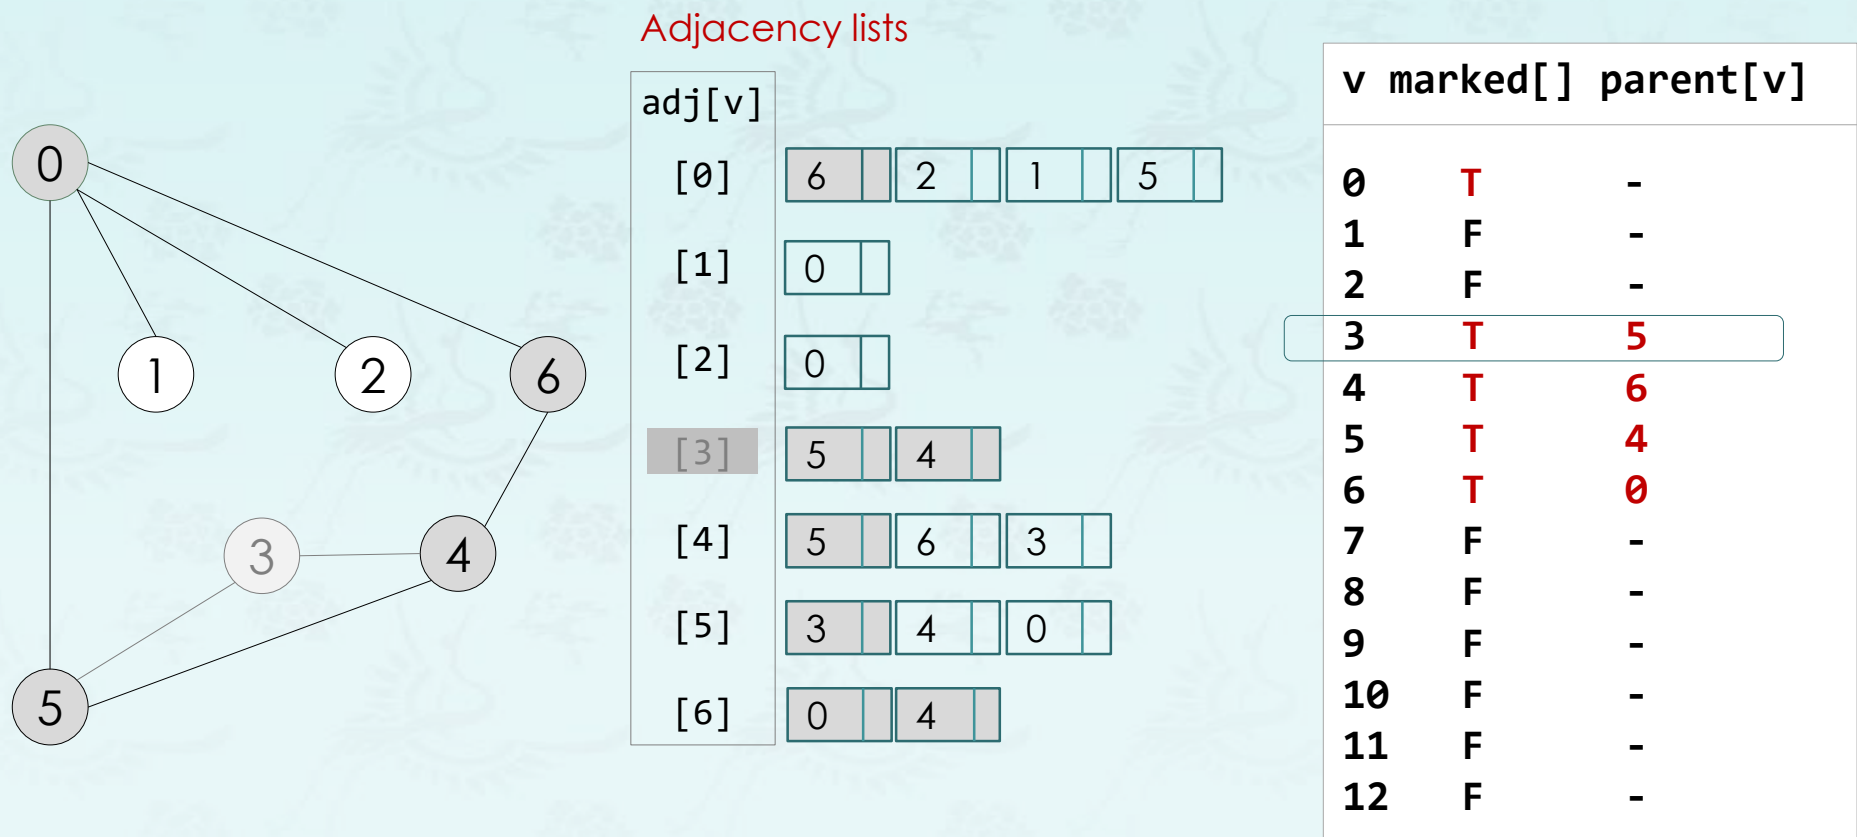 Adjacency lists
adj[v]
[0] 6 2 1 5
[1] 0
[2] 0
[3] 5 4
[4] 5 6 3
[5] 3 4 0
[6] 0 4
0
1 2 6
3 4
5
v marked[] parent[v]
0 T -
1 F -
2 F -
3 T 5
4 T 6
5 T 4
6 T 0
7 F -
8 F -
9 F -
10 F -
11 F -
12 F -